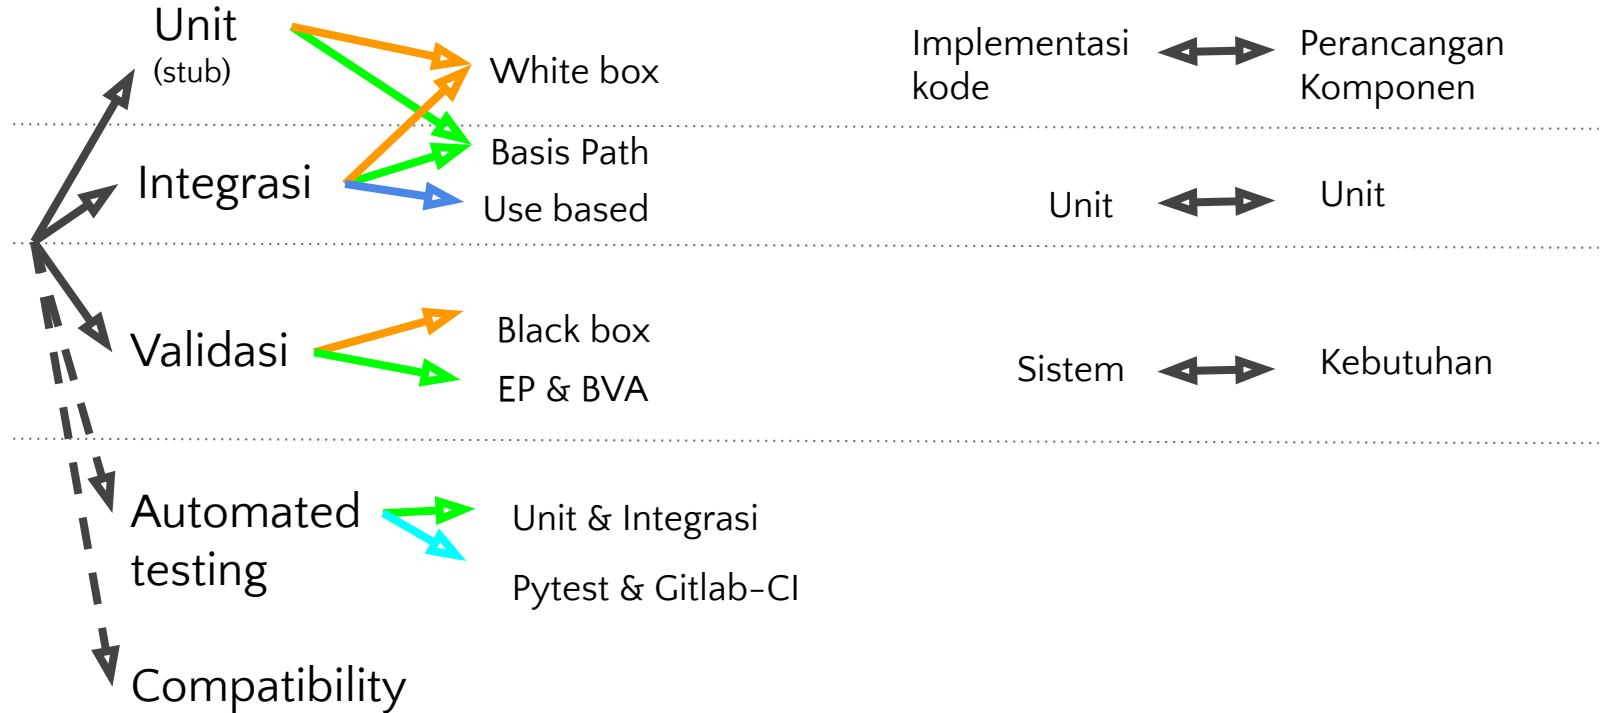 Unit
(stub)
White box
Implementasi
kode
Perancangan
Komponen
Integrasi
Basis Path
Use based
Unit
Unit
Validasi
Black box
EP & BVA
Sistem
Kebutuhan
Automated
testing
Unit & Integrasi
Pytest & Gitlab-CI
Compatibility